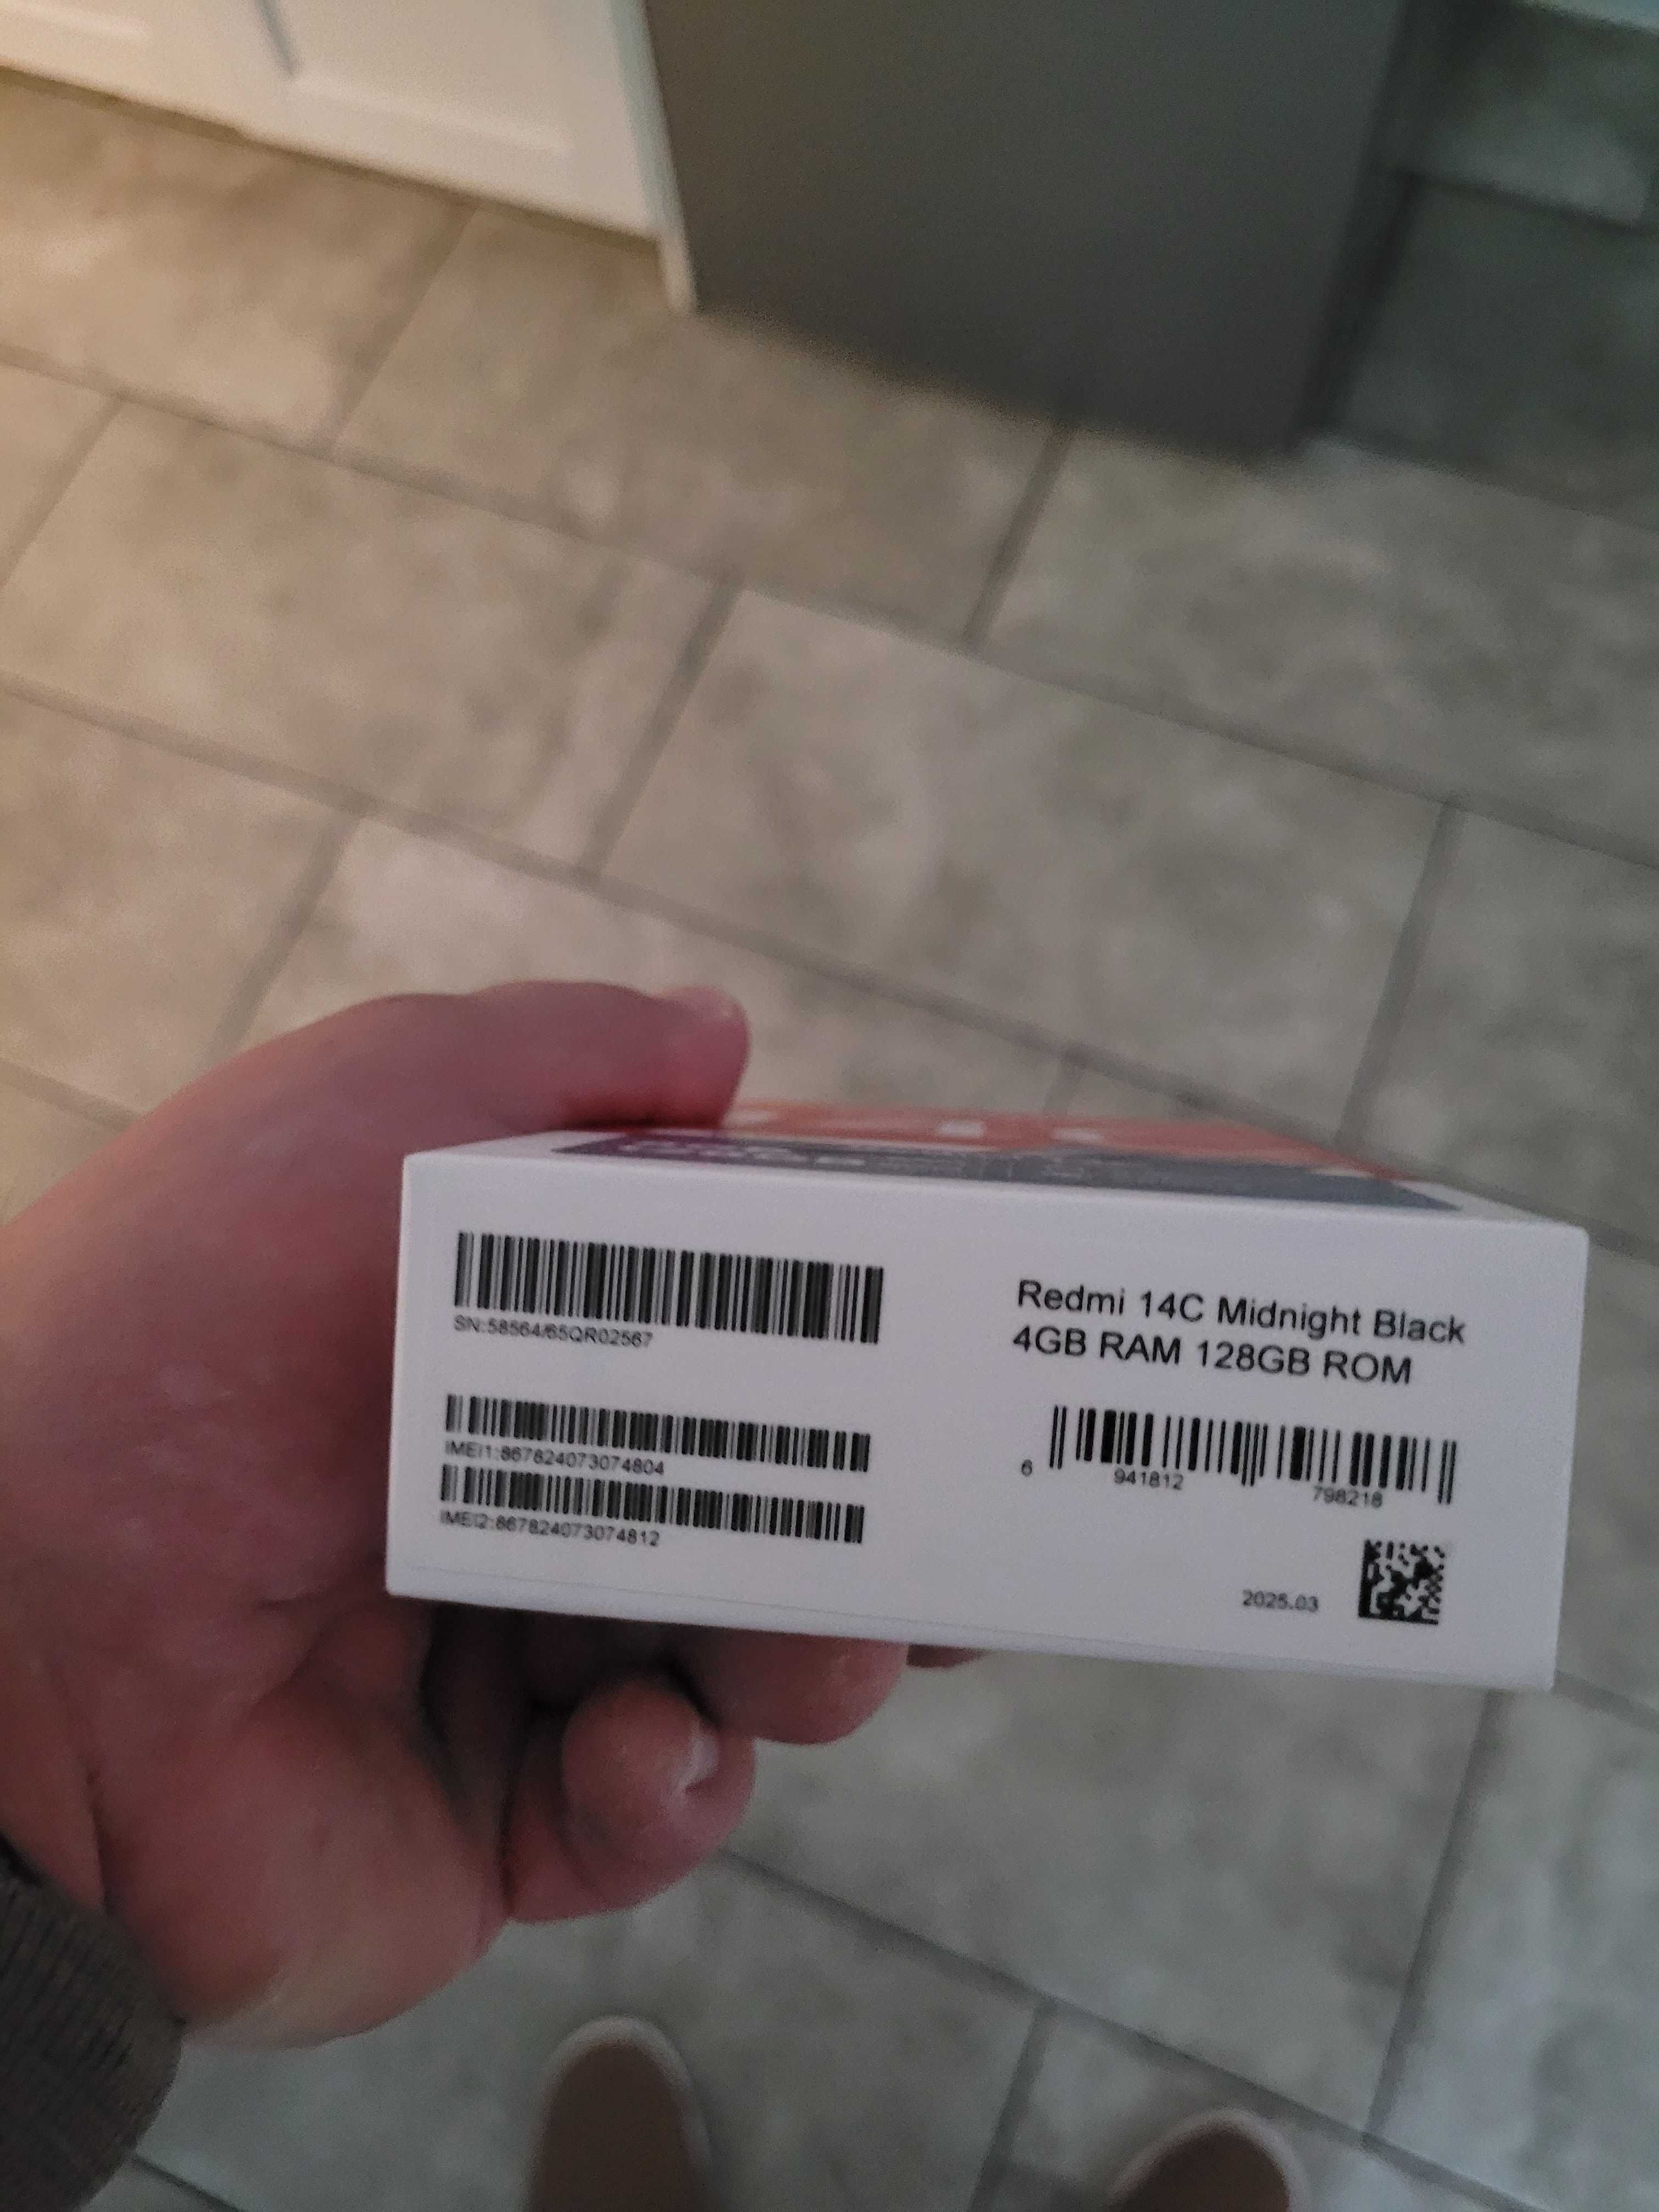 SN:58564/65QR02567
IMEI1:867824073074804
IMEI2:867824073074812
Redmi 14C Midnight Black
4GB RAM 128GB ROM
6 941812 798218
2025.03